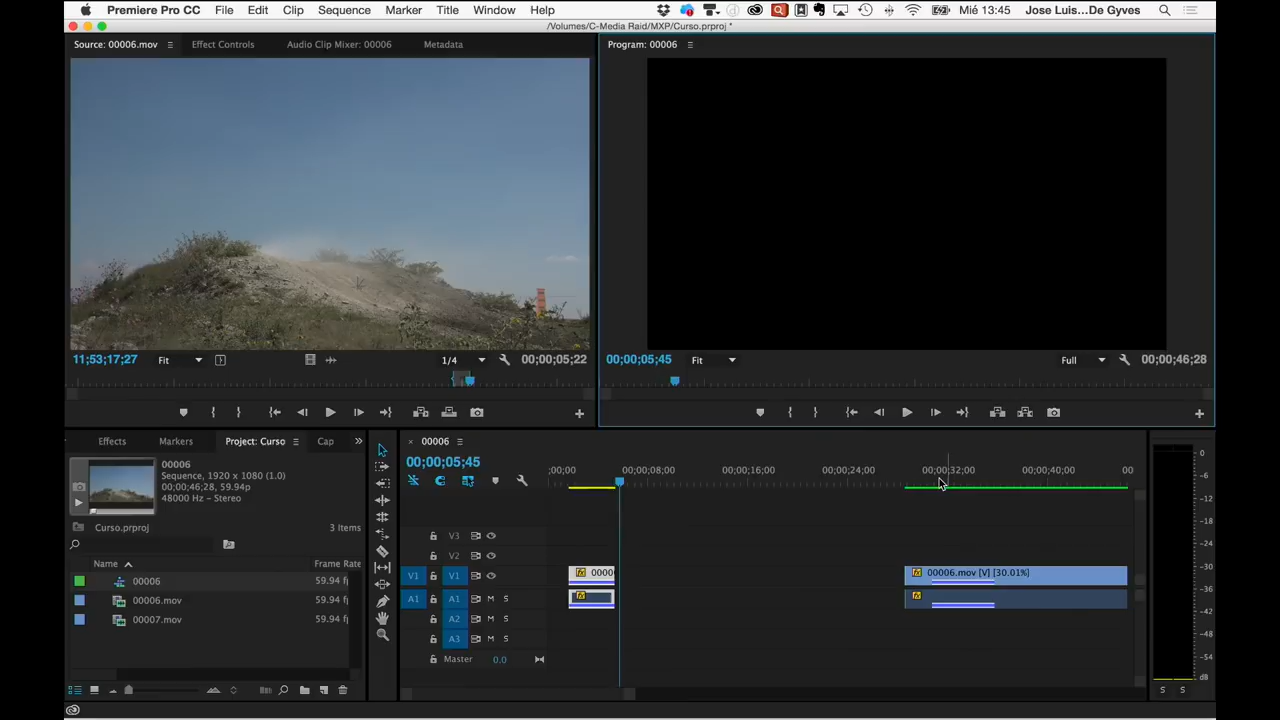 Premiere Pro CC File Edit Clip Sequence Marker Title Window Help Mié 13:45 Jose Luis...De Gyves
/Volumes/C-Media Raid/MXP/Curso.prproj *
Source: 00006.mov Effect Controls Audio Clip Mixer: 00006 Metadata
Program: 00006
11;53;17;27 Fit 1/4 00;00;05;22
00;00;05;45 Fit Full 00;00;46;28
Effects Markers Project: Curso Cap
00006
Sequence, 1920 x 1080 (1.0)
00;00;46;28, 59.94p
48000 Hz - Stereo
Curso.prproj
3 Items
Name Frame Rate
00006 59.94 f
00006.mov 59.94 f
00007.mov 59.94 f
00006
00;00;05;45
;00;00 00;00;08;00 00;00;16;00 00;00;24;00 00;00;32;00 00;00;40;00 00
V3
V2
V1 V1 0000 00006.mov [V] [30.01%]
A1 A1 M S
A2 M S
A3 M S
Master 0.0
0
-6
-12
-18
-24
-30
-36
-42
-48
-54
dB
S S